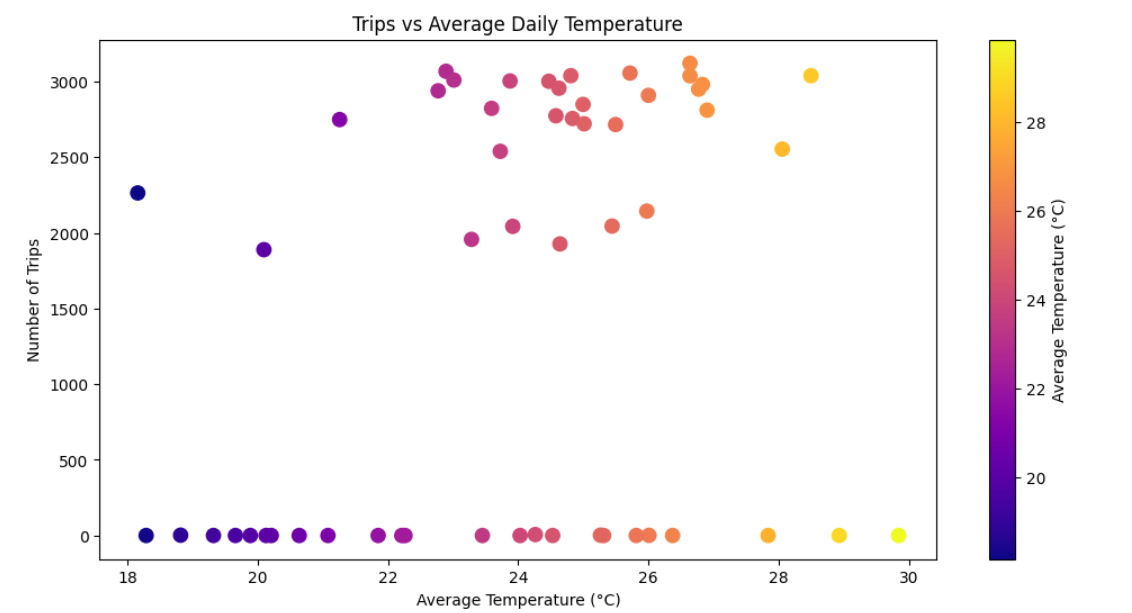 Trips vs Average Daily Temperature
Number of Trips
3000
2500
2000
1500
1000
500
0
18 20 22 24 26 28 30
Average Temperature (°C)
28
26
24
22
20
Average Temperature (°C)